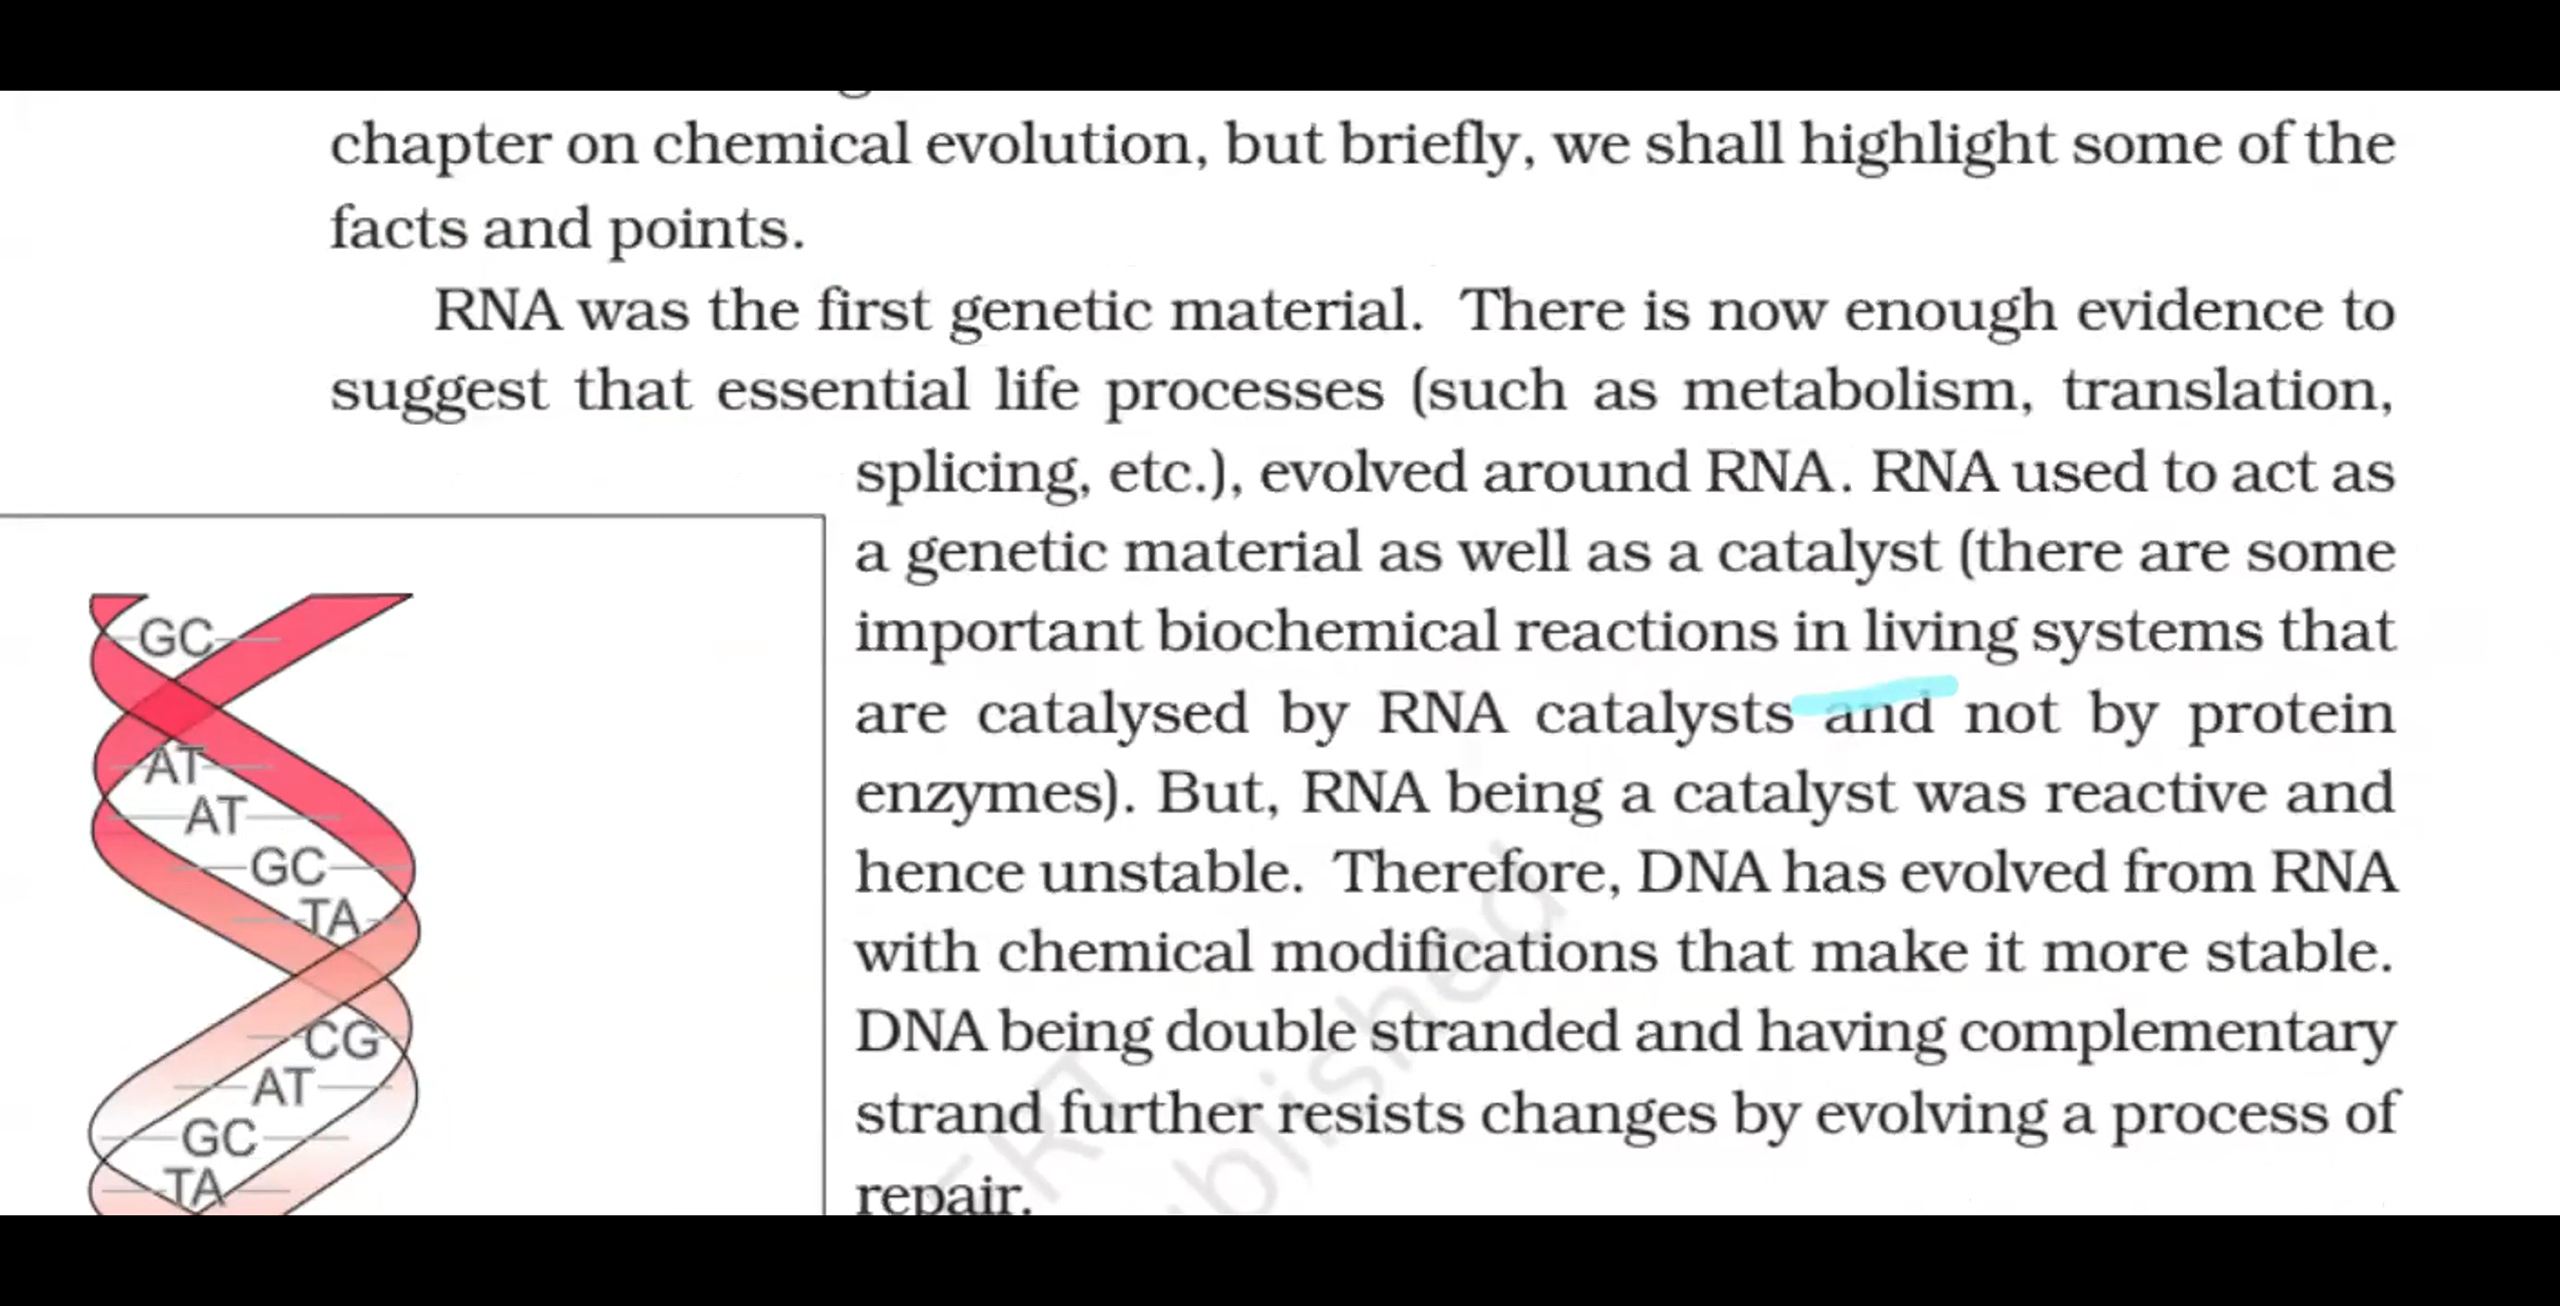 chapter on chemical evolution, but briefly, we shall highlight some of the
facts and points.
RNA was the first genetic material. There is now enough evidence to
suggest that essential life processes (such as metabolism, translation,
splicing, etc.), evolved around RNA. RNA used to act as
a genetic material as well as a catalyst (there are some
important biochemical reactions in living systems that
are catalysed by RNA catalysts and not by protein
enzymes). But, RNA being a catalyst was reactive and
hence unstable. Therefore, DNA has evolved from RNA
with chemical modifications that make it more stable.
DNA being double stranded and having complementary
strand further resists changes by evolving a process of
repair.
GC
AT
AT
GC
TA
CG
AT
GC
TA